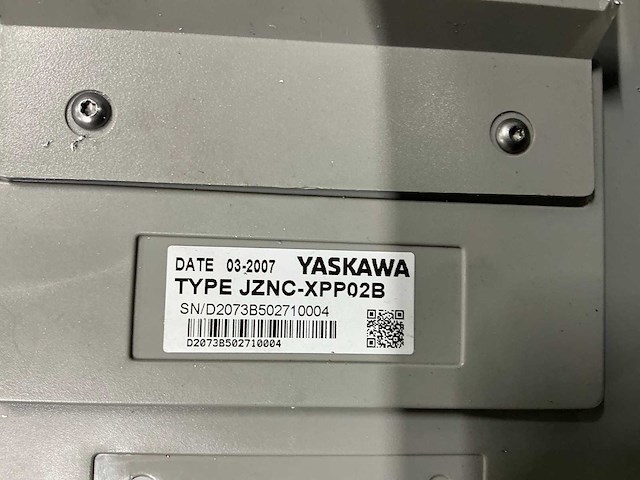 DATE 03-2007 YASKAWA
TYPE JZNC-XPP02B
SN/D2073B502710004
D2073B502710004